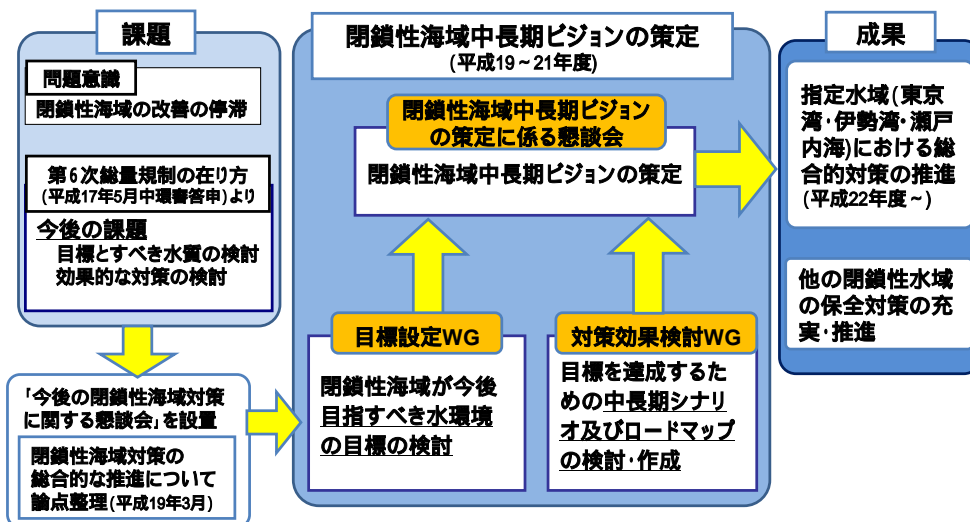 課題
問題意識
閉鎖性海域の改善の停滞
第6次総量規制の在り方
(平成17年5月中環審答申)より
今後の課題
目標とすべき水質の検討
効果的な対策の検討
「今後の閉鎖性海域対策
に関する懇談会」を設置
閉鎖性海域対策の
総合的な推進について
論点整理(平成19年3月)
閉鎖性海域中長期ビジョンの策定
(平成19~21年度)
閉鎖性海域中長期ビジョン
の策定に係る懇談会
閉鎖性海域中長期ビジョンの策定
目標設定WG
閉鎖性海域が今後
目指すべき水環境
の目標の検討
対策効果検討WG
目標を達成するた
めの中長期シナリ
オ及びロードマップ
の検討・作成
成果
指定水域(東京
湾・伊勢湾・瀬戸
内海)における総
合的対策の推進
(平成22年度~)
他の閉鎖性水域
の保全対策の充
実・推進